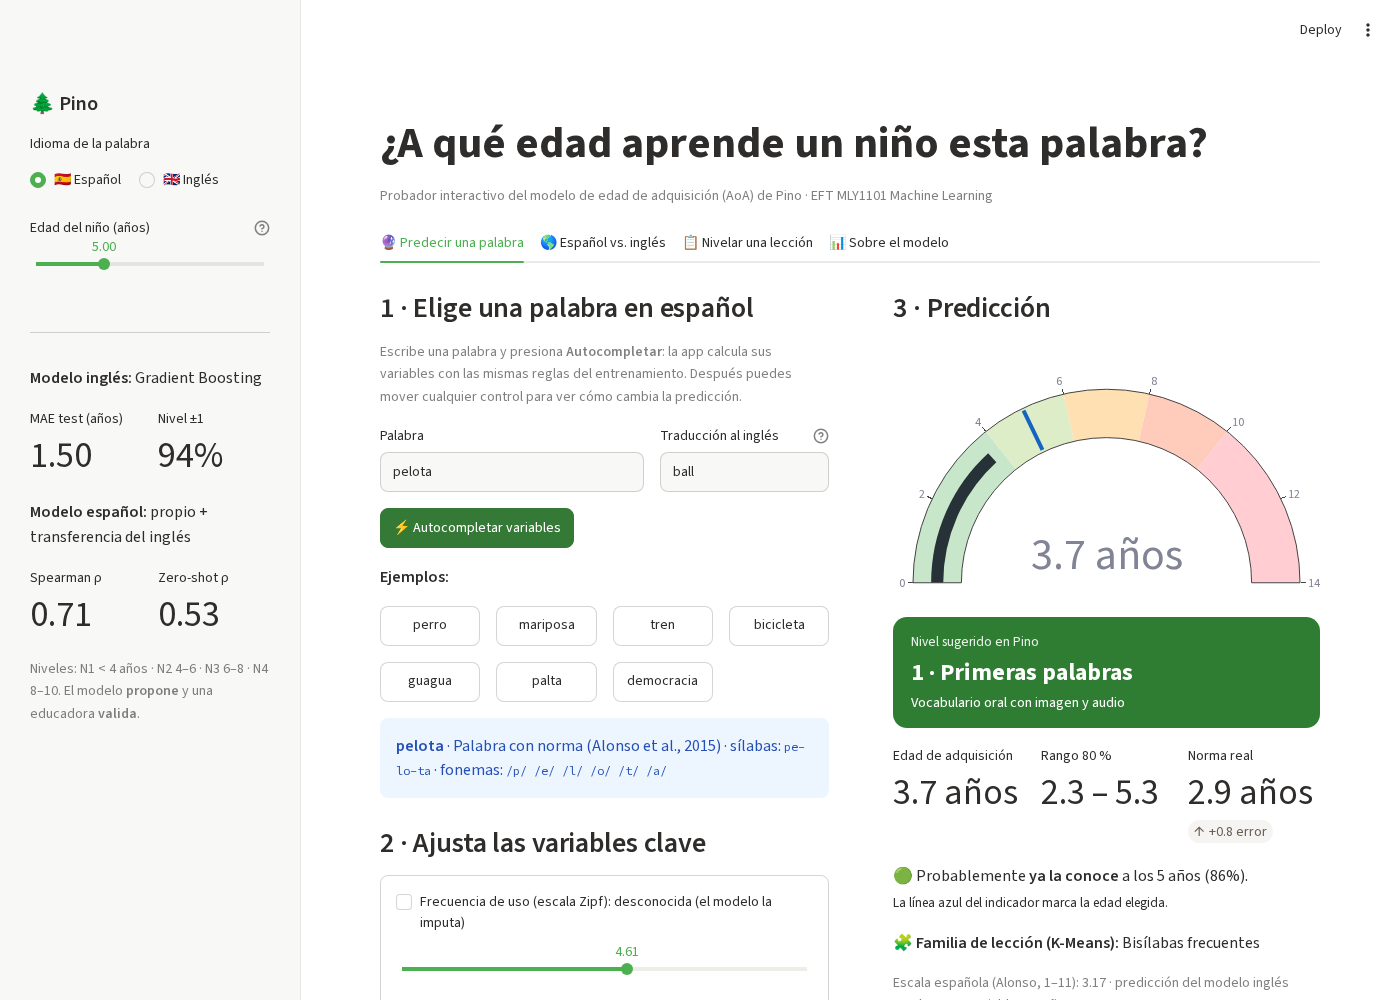 Deploy
🌲 Pino
Idioma de la palabra
🇪🇸 Español 🇬🇧 Inglés
Edad del niño (años)
5.00
Modelo inglés: Gradient Boosting
MAE test (años) Nivel ±1
1.50 94%
Modelo español: propio +
transferencia del inglés
Spearman ρ Zero-shot ρ
0.71 0.53
Niveles: N1 < 4 años · N2 4–6 · N3 6–8 · N4
8–10. El modelo propone y una
educadora valida.
¿A qué edad aprende un niño esta palabra?
Probador interactivo del modelo de edad de adquisición (AoA) de Pino · EFT MLY1101 Machine Learning
🔮 Predecir una palabra 🌎 Español vs. inglés 📋 Nivelar una lección 📊 Sobre el modelo
1 · Elige una palabra en español
Escribe una palabra y presiona Autocompletar: la app calcula sus
variables con las mismas reglas del entrenamiento. Después puedes
mover cualquier control para ver cómo cambia la predicción.
Palabra Traducción al inglés
pelota ball
⚡ Autocompletar variables
Ejemplos:
perro mariposa tren bicicleta
guagua palta democracia
pelota · Palabra con norma (Alonso et al., 2015) · sílabas: pe-
lo-ta · fonemas: /p/ /e/ /l/ /o/ /t/ /a/
2 · Ajusta las variables clave
Frecuencia de uso (escala Zipf): desconocida (el modelo la
imputa)
4.61
3 · Predicción
0 2 4 6 8 10 12 14
3.7 años
Nivel sugerido en Pino
1 · Primeras palabras
Vocabulario oral con imagen y audio
Edad de adquisición Rango 80 % Norma real
3.7 años 2.3 – 5.3 2.9 años
↑ +0.8 error
🟢 Probablemente ya la conoce a los 5 años (86%).
La línea azul del indicador marca la edad elegida.
🧩 Familia de lección (K-Means): Bisílabas frecuentes
Escala española (Alonso, 1–11): 3.17 · predicción del modelo inglés